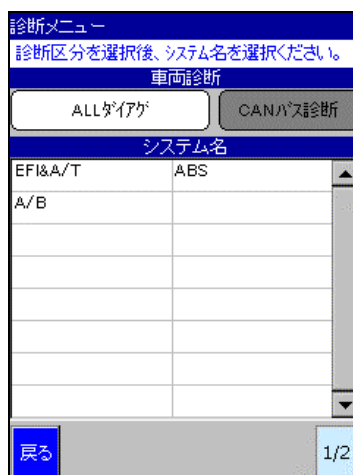 診断メニュー
診断区分を選択後、ｼｽﾃﾑ名を選択ください。
車両診断
ALLﾀﾞｲｱｸﾞ
CANﾊﾞｽ診断
システム名
EFI&A/T
ABS
A/B
戻る
1/2